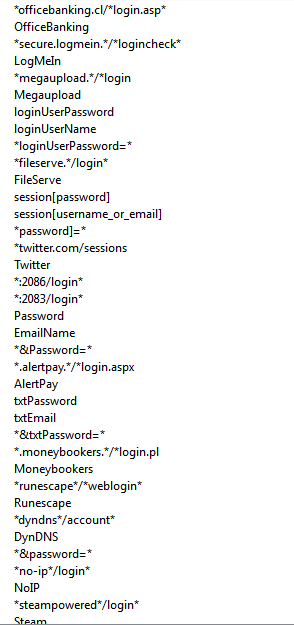 *officebanking.cl/*login.asp*
OfficeBanking
*secure.logmein.*/*logincheck*
LogMeIn
*megaupload.*/*login
Megaupload
loginUserPassword
loginUserName
*loginUserPassword=*
*fileserve.*/login*
FileServe
session[password]
session[username_or_email]
*password]=*
*twitter.com/sessions
Twitter
*:2086/login*
*:2083/login*
Password
EmailName
*&Password=*
*.alertpay.*/*login.aspx
AlertPay
txtPassword
txtEmail
*&txtPassword=*
*.moneybookers.*/*login.pl
Moneybookers
*runescape*/*weblogin*
Runescape
*dyndns*/account*
DynDNS
*&password=*
*no-ip*/login*
NoIP
*steampowered*/login*
Steam